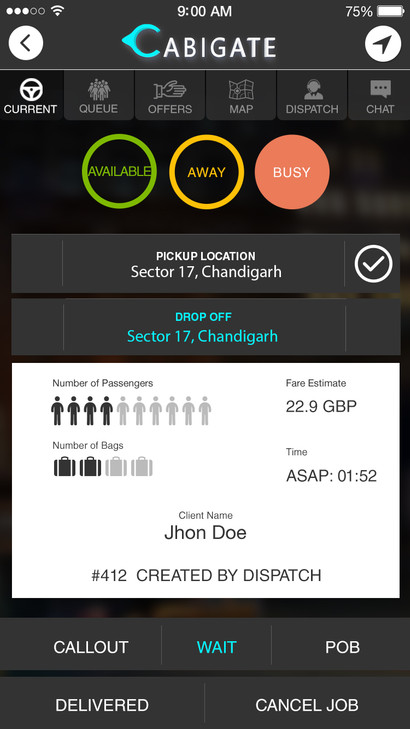 9:00 AM
75%
CABIGATE
CURRENT
QUEUE
OFFERS
MAP
DISPATCH
CHAT
AVAILABLE
AWAY
BUSY
PICKUP LOCATION
Sector 17, Chandigarh
DROP OFF
Sector 17, Chandigarh
Number of Passengers
Fare Estimate
22.9 GBP
Number of Bags
Time
ASAP: 01:52
Client Name
Jhon Doe
#412 CREATED BY DISPATCH
CALLOUT
WAIT
POB
DELIVERED
CANCEL JOB